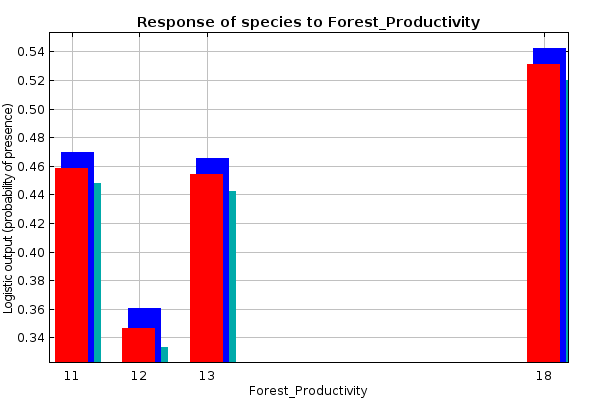 Response of species to Forest_Productivity
Logistic output (probability of presence)
0.54
0.52
0.50
0.48
0.46
0.44
0.42
0.40
0.38
0.36
0.34
11 12 13 18
Forest_Productivity